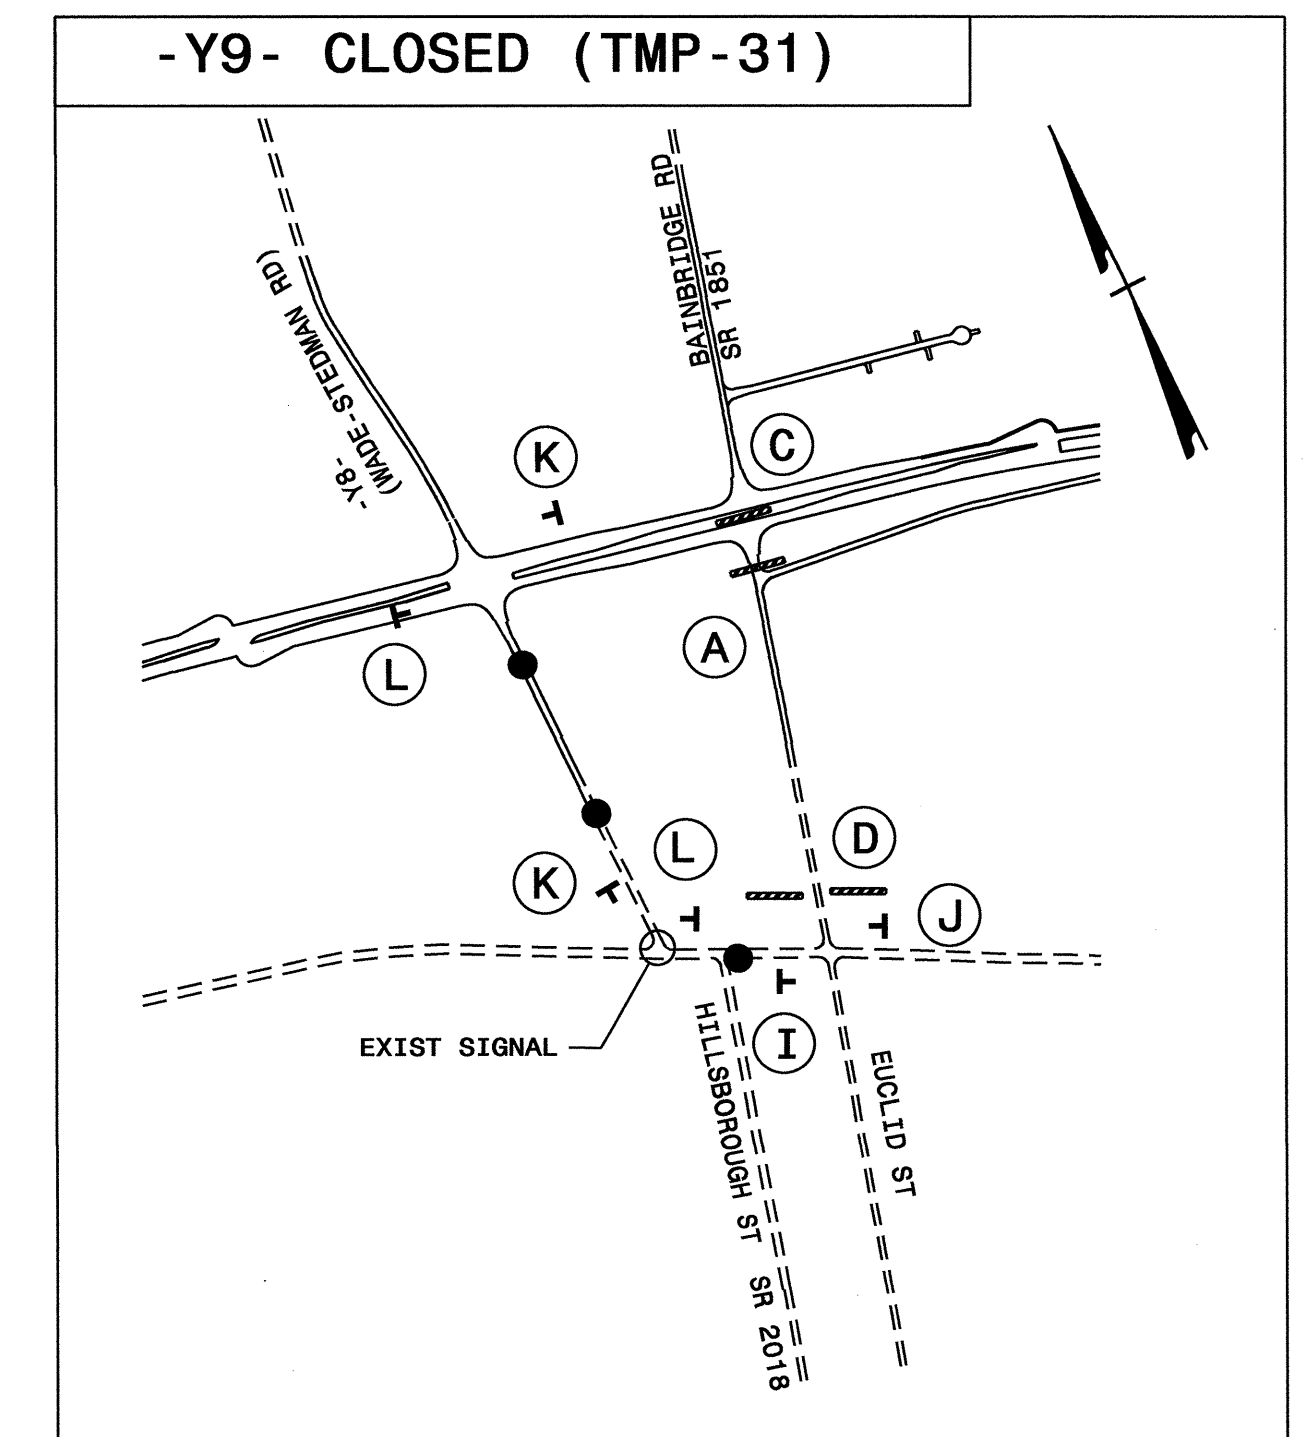 -Y9- CLOSED (TMP-31)
BAINBRIDGE RD
SR 1851
-Y8-
(WADE-STEDMAN RD)
K
C
L
A
L
D
K
J
EXIST SIGNAL
I
HILLSBOROUGH ST SR 2018
EUCLID ST